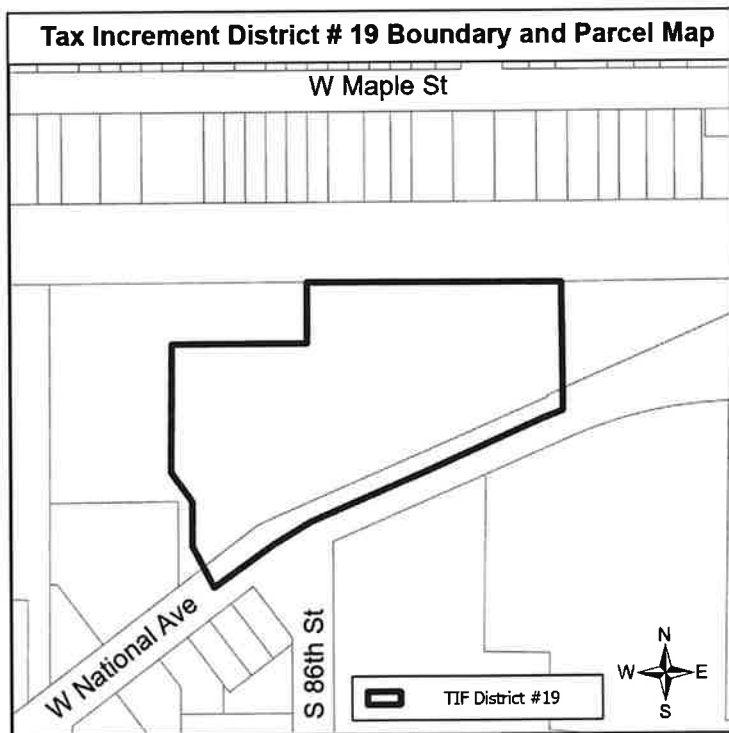 Tax Increment District # 19 Boundary and Parcel Map
W Maple St
W National Ave
S 86th St
TIF District #19
N
W E
S